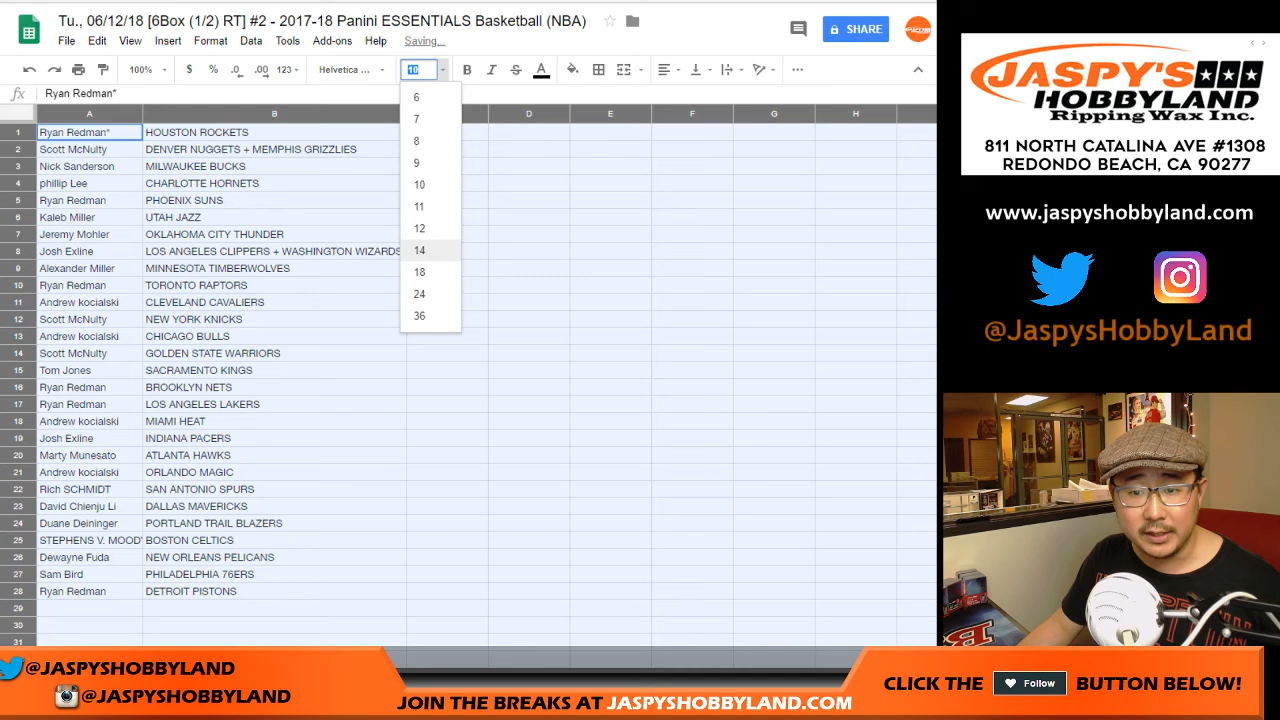 Tu., 06/12/18 [6Box (1/2) RT] #2 - 2017-18 Panini ESSENTIALS Basketball (NBA)
File Edit View Insert Format Data Tools Add-ons Help Saving...
SHARE
100% $ % .0 .00 123 Helvetica ... 10 B I S A
fx Ryan Redman*
A B D E F G H
1 Ryan Redman* HOUSTON ROCKETS
2 Scott McNulty DENVER NUGGETS + MEMPHIS GRIZZLIES
3 Nick Sanderson MILWAUKEE BUCKS
4 phillip Lee CHARLOTTE HORNETS
5 Ryan Redman PHOENIX SUNS
6 Kaleb Miller UTAH JAZZ
7 Jeremy Mohler OKLAHOMA CITY THUNDER
8 Josh Exline LOS ANGELES CLIPPERS + WASHINGTON WIZARDS
9 Alexander Miller MINNESOTA TIMBERWOLVES
10 Ryan Redman TORONTO RAPTORS
11 Andrew kocialski CLEVELAND CAVALIERS
12 Scott McNulty NEW YORK KNICKS
13 Andrew kocialski CHICAGO BULLS
14 Scott McNulty GOLDEN STATE WARRIORS
15 Tom Jones SACRAMENTO KINGS
16 Ryan Redman BROOKLYN NETS
17 Ryan Redman LOS ANGELES LAKERS
18 Andrew kocialski MIAMI HEAT
19 Josh Exline INDIANA PACERS
20 Marty Munesato ATLANTA HAWKS
21 Andrew kocialski ORLANDO MAGIC
22 Rich SCHMIDT SAN ANTONIO SPURS
23 David Chienju Li DALLAS MAVERICKS
24 Duane Deininger PORTLAND TRAIL BLAZERS
25 STEPHENS V. MOODY BOSTON CELTICS
26 Dewayne Fuda NEW ORLEANS PELICANS
27 Sam Bird PHILADELPHIA 76ERS
28 Ryan Redman DETROIT PISTONS
29
30
31
6
7
8
9
10
11
12
14
18
24
36
JASPY'S
HOBBYLAND
Ripping Wax Inc.
811 NORTH CATALINA AVE #1308
REDONDO BEACH, CA 90277
www.jaspyshobbyland.com
@JaspysHobbyLand
@JASPYSHOBBYLAND
@JASPYSHOBBYLAND
JOIN THE BREAKS AT JASPYSHOBBYLAND.COM
CLICK THE Follow BUTTON BELOW!